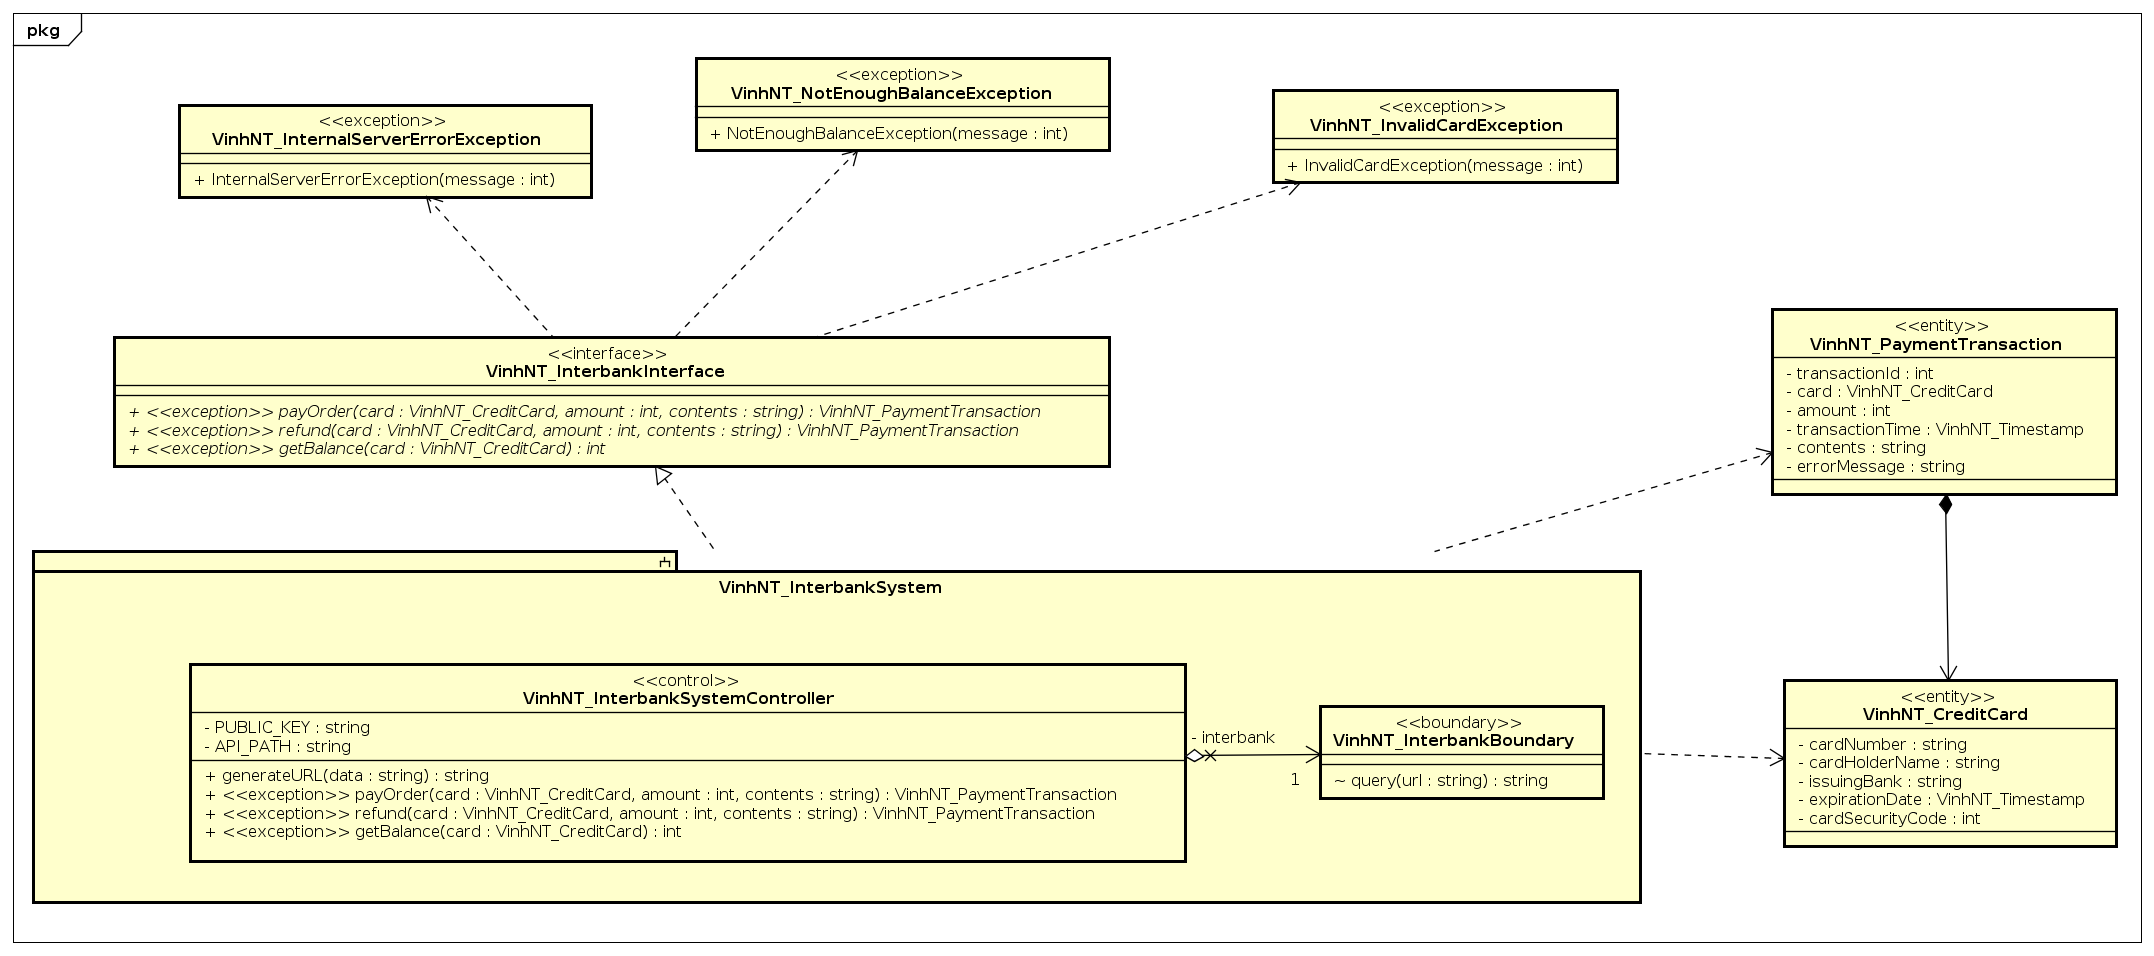 pkg
<<exception>>
VinhNT_InternalServerErrorException
+ InternalServerErrorException(message : int)
<<exception>>
VinhNT_NotEnoughBalanceException
+ NotEnoughBalanceException(message : int)
<<exception>>
VinhNT_InvalidCardException
+ InvalidCardException(message : int)
<<interface>>
VinhNT_InterbankInterface
+ <<exception>> payOrder(card : VinhNT_CreditCard, amount : int, contents : string) : VinhNT_PaymentTransaction
+ <<exception>> refund(card : VinhNT_CreditCard, amount : int, contents : string) : VinhNT_PaymentTransaction
+ <<exception>> getBalance(card : VinhNT_CreditCard) : int
<<entity>>
VinhNT_PaymentTransaction
- transactionId : int
- card : VinhNT_CreditCard
- amount : int
- transactionTime : VinhNT_Timestamp
- contents : string
- errorMessage : string
VinhNT_InterbankSystem
<<control>>
VinhNT_InterbankSystemController
- PUBLIC_KEY : string
- API_PATH : string
+ generateURL(data : string) : string
+ <<exception>> payOrder(card : VinhNT_CreditCard, amount : int, contents : string) : VinhNT_PaymentTransaction
+ <<exception>> refund(card : VinhNT_CreditCard, amount : int, contents : string) : VinhNT_PaymentTransaction
+ <<exception>> getBalance(card : VinhNT_CreditCard) : int
- interbank
1
<<boundary>>
VinhNT_InterbankBoundary
~ query(url : string) : string
<<entity>>
VinhNT_CreditCard
- cardNumber : string
- cardHolderName : string
- issuingBank : string
- expirationDate : VinhNT_Timestamp
- cardSecurityCode : int